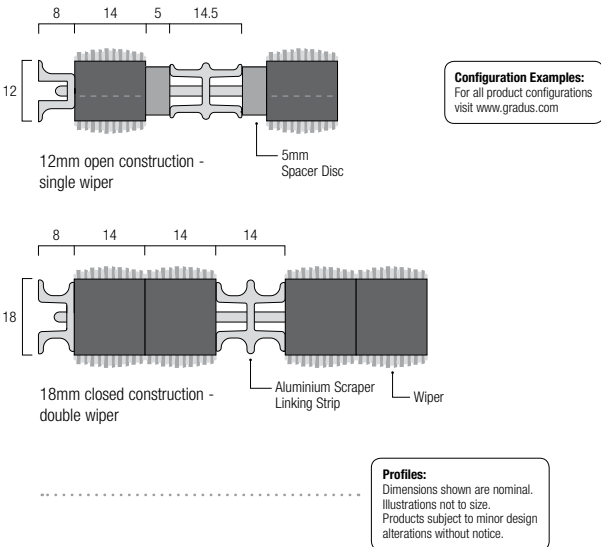 8 14 5 14.5
12
Configuration Examples:
For all product configurations
visit www.gradus.com
5mm
Spacer Disc
12mm open construction -
single wiper
8 14 14 14
18
Aluminium Scraper
Linking Strip
Wiper
18mm closed construction -
double wiper
Profiles:
Dimensions shown are nominal.
Illustrations not to size.
Products subject to minor design
alterations without notice.